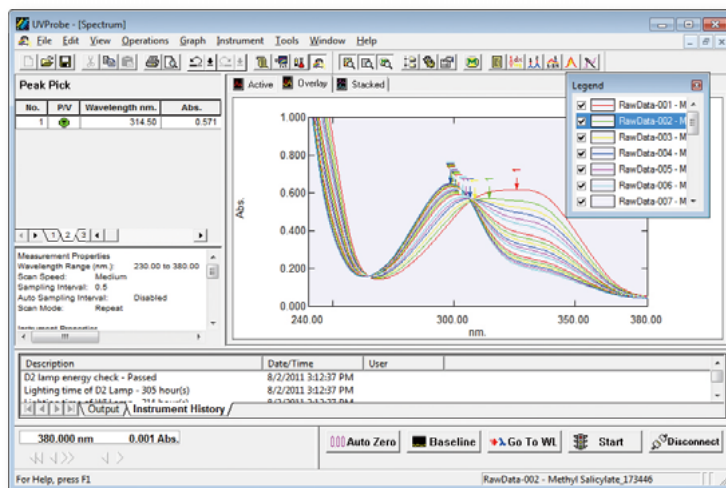 UVProbe - [Spectrum]
File Edit View Operations Graph Instrument Tools Window Help
Peak Pick
No. P/V Wavelength nm. Abs.
1 314.50 0.571
1 2 3
Measurement Properties
Wavelength Range (nm.): 230.00 to 380.00
Scan Speed: Medium
Sampling Interval: 0.5
Auto Sampling Interval: Disabled
Scan Mode: Repeat
Active Overlay Stacked
1.000
0.800
0.600
0.400
0.200
0.000
Abs.
240.00 300.00 350.00 380.00
nm.
Legend
RawData-001 - M
RawData-002 - M
RawData-003 - M
RawData-004 - M
RawData-005 - M
RawData-006 - M
RawData-007 - M
Description Date/Time User
D2 lamp energy check - Passed 8/2/2011 3:12:37 PM
Lighting time of D2 Lamp - 305 hour(s) 8/2/2011 3:12:37 PM
Output Instrument History
380.000 nm 0.001 Abs.
Auto Zero Baseline Go To WL Start Disconnect
For Help, press F1 RawData-002 - Methyl Salicylate_173446